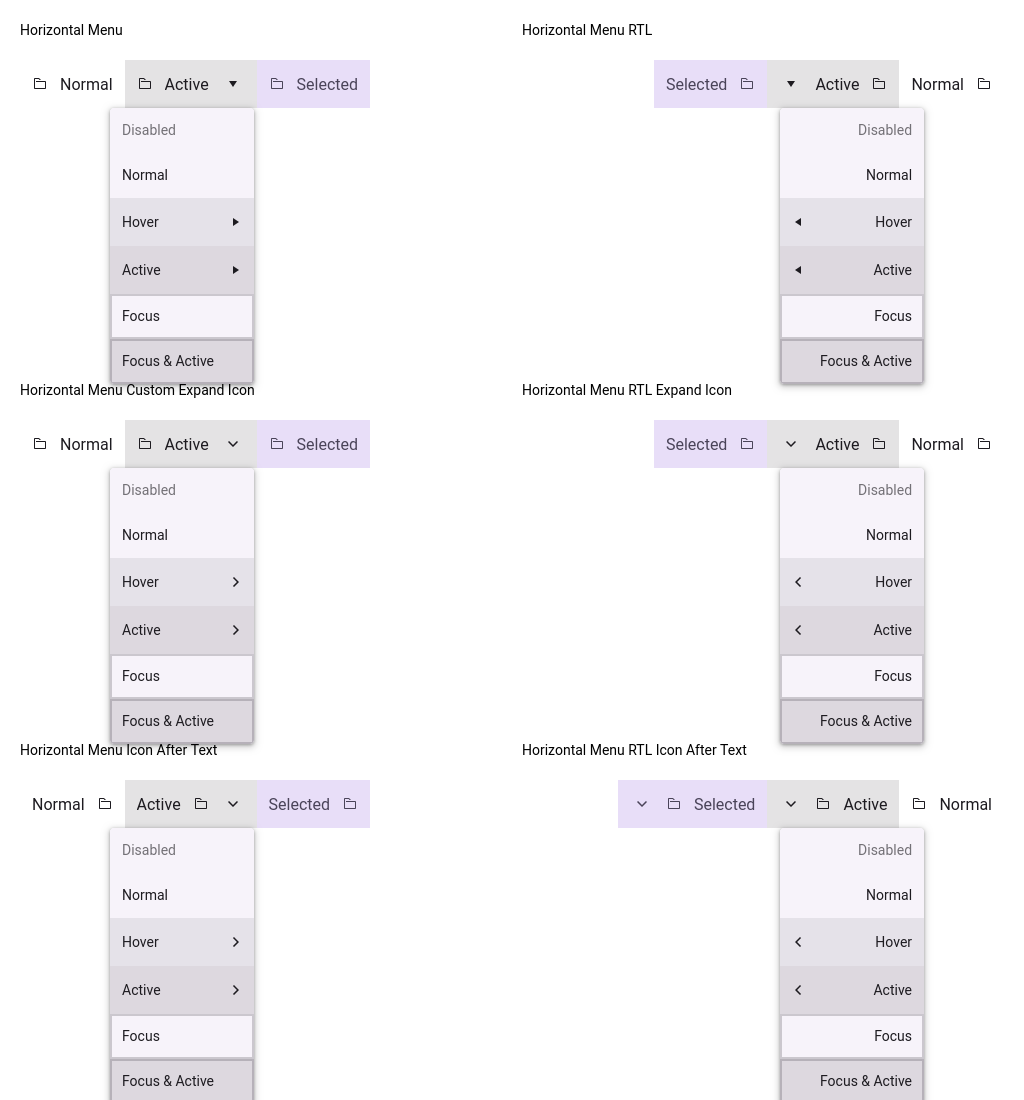 Horizontal Menu
Normal Active Selected
Disabled
Normal
Hover
Active
Focus
Focus & Active
Horizontal Menu RTL
Selected Active Normal
Disabled
Normal
Hover
Active
Focus
Focus & Active
Horizontal Menu Custom Expand Icon
Normal Active Selected
Disabled
Normal
Hover
Active
Focus
Focus & Active
Horizontal Menu RTL Expand Icon
Selected Active Normal
Disabled
Normal
Hover
Active
Focus
Focus & Active
Horizontal Menu Icon After Text
Normal Active Selected
Disabled
Normal
Hover
Active
Focus
Focus & Active
Horizontal Menu RTL Icon After Text
Selected Active Normal
Disabled
Normal
Hover
Active
Focus
Focus & Active